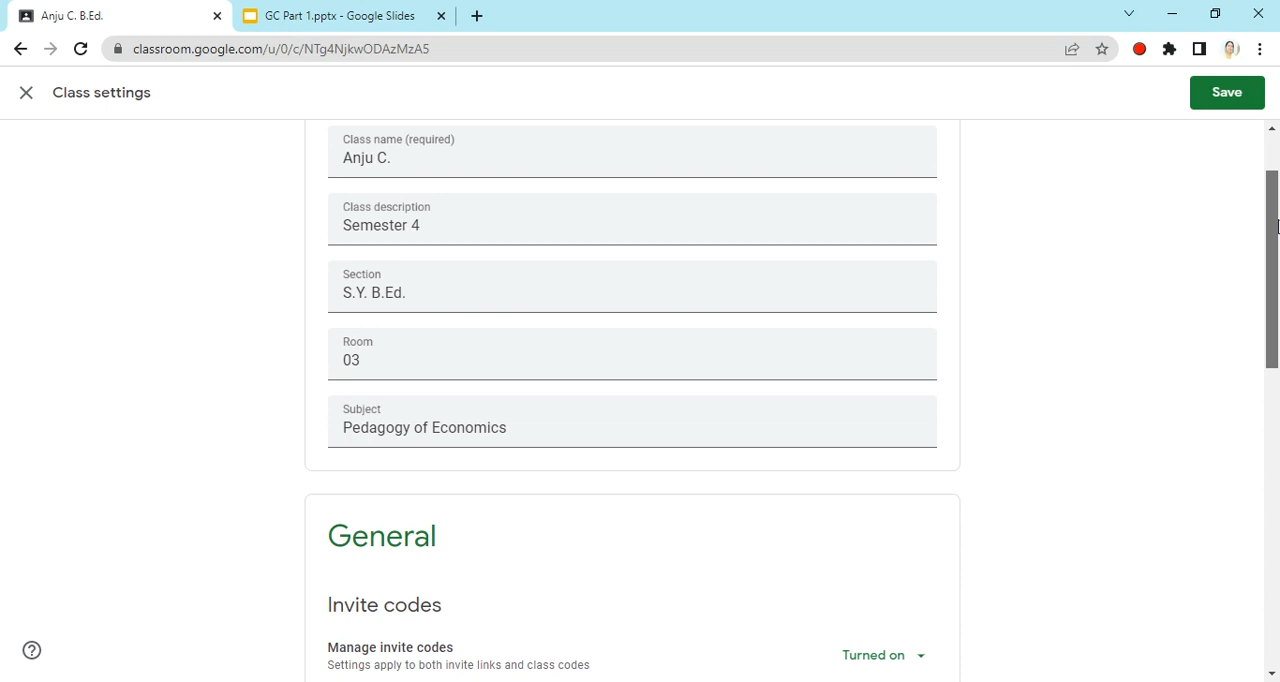 Anju C. B.Ed.
GC Part 1.pptx - Google Slides
classroom.google.com/u/0/c/NTg4NjkwODAzMzA5
Class settings
Save
Class name (required)
Anju C.
Class description
Semester 4
Section
S.Y. B.Ed.
Room
03
Subject
Pedagogy of Economics
General
Invite codes
Manage invite codes
Turned on
Settings apply to both invite links and class codes